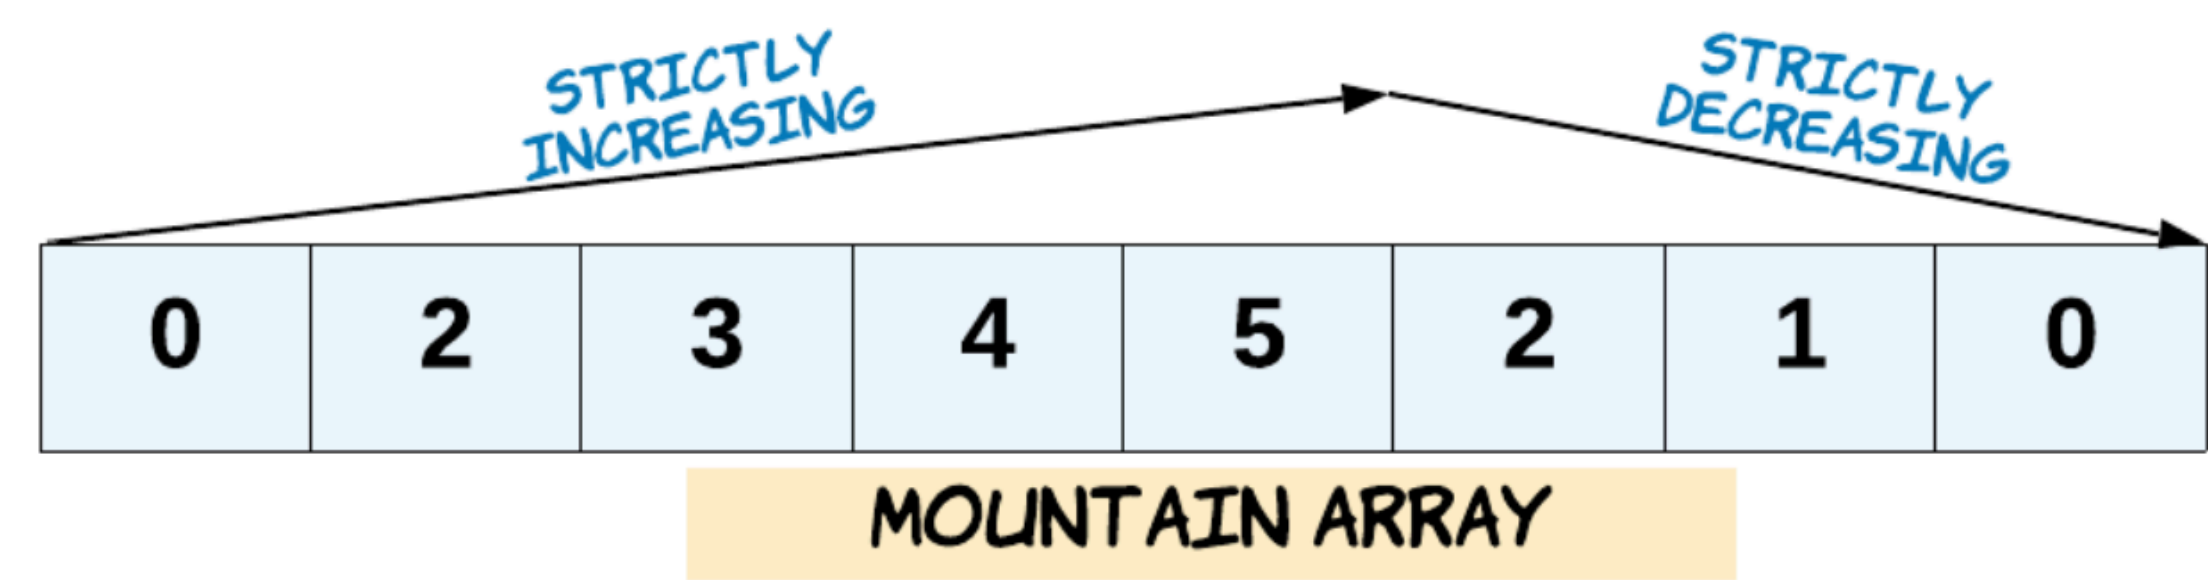 STRICTLY
INCREASING
STRICTLY
DECREASING
0 2 3 4 5 2 1 0
MOUNTAIN ARRAY